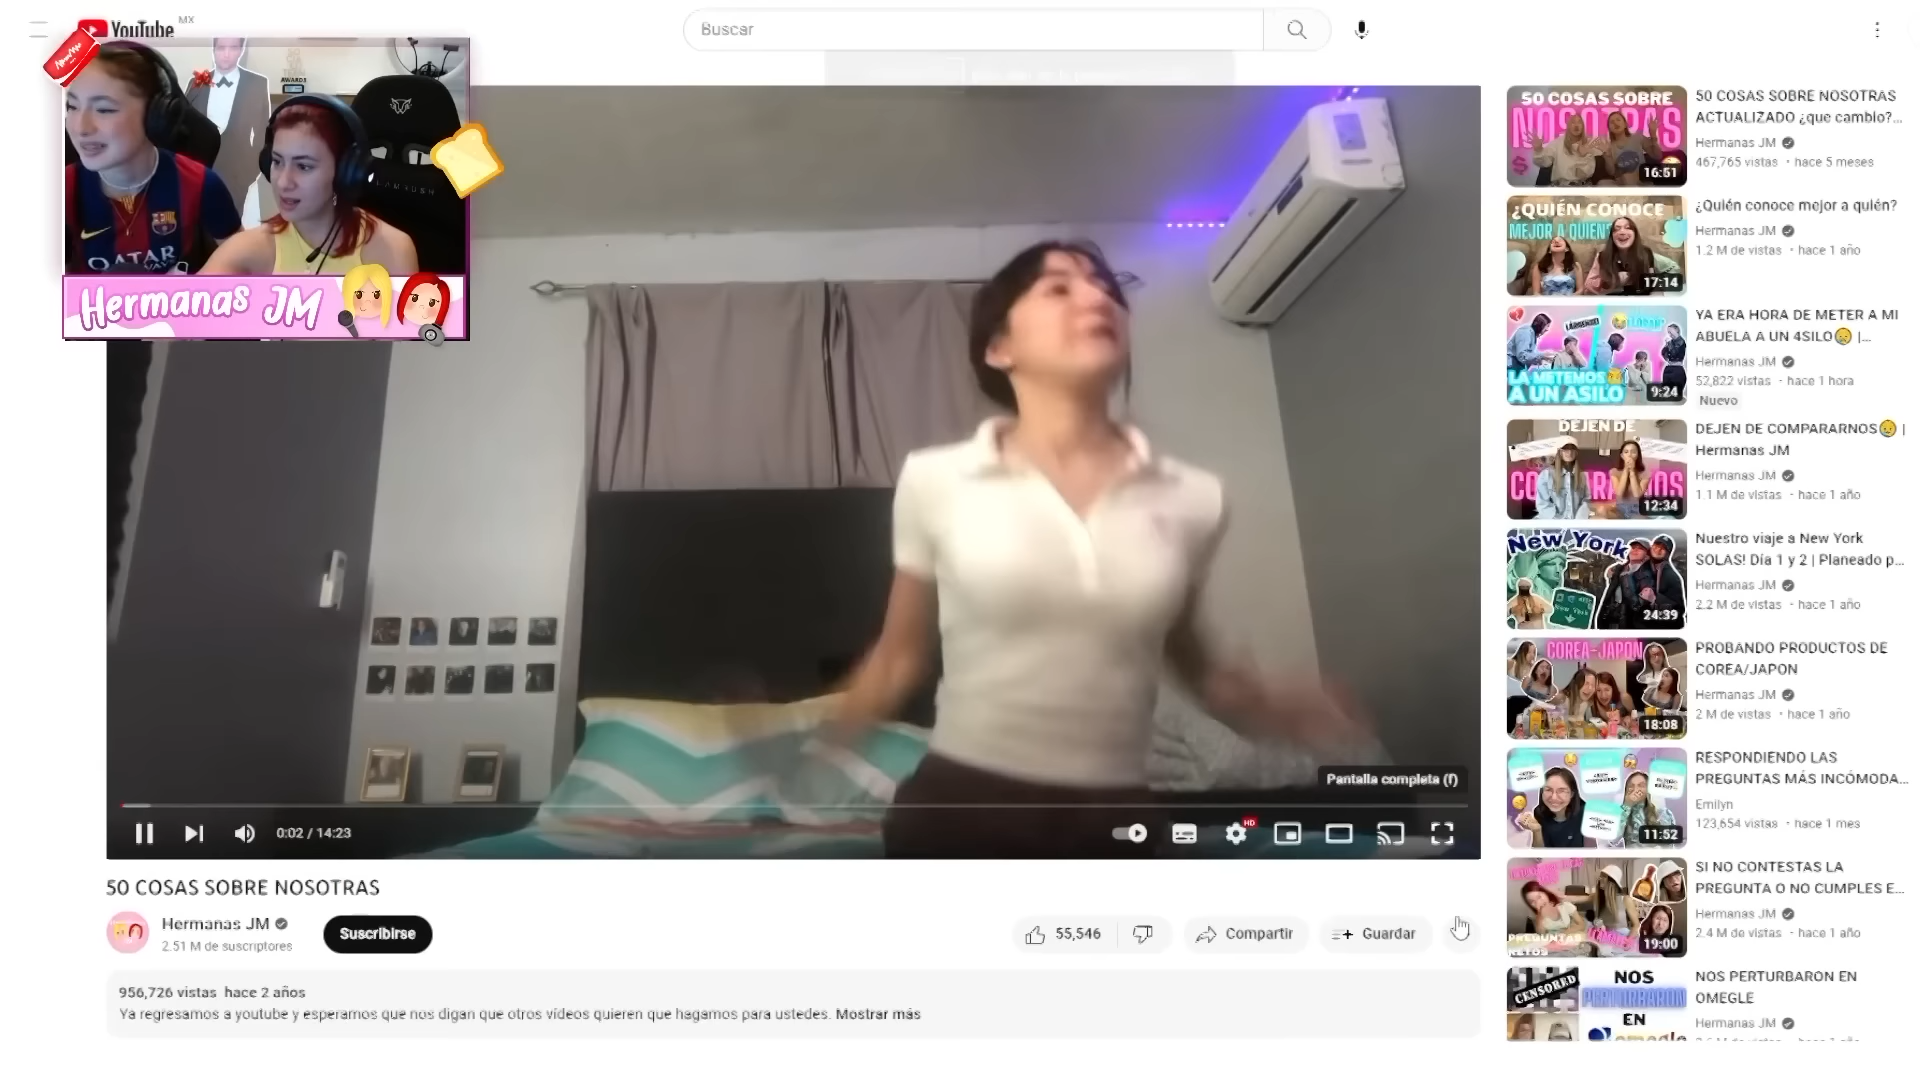 YouTube MX
Buscar
AWARDS
QATAR
Hermanas JM
Pantalla completa (f)
0:02 / 14:23
HD
50 COSAS SOBRE NOSOTRAS
Hermanas JM
2.51 M de suscriptores
Suscribirse
55,546
Compartir
Guardar
956,726 vistas hace 2 años
Ya regresamos a youtube y esperamos que nos digan que otros vídeos quieren que hagamos para ustedes. Mostrar más
50 COSAS SOBRE
NOSOTRAS
16:51
50 COSAS SOBRE NOSOTRAS
ACTUALIZADO ¿que cambio?...
Hermanas JM
467,765 vistas · hace 5 meses
¿QUIÉN CONOCE
MEJOR A QUIEN
17:14
¿Quién conoce mejor a quién?
Hermanas JM
1.2 M de vistas · hace 1 año
LA METEMOS
A UN ASILO
9:24
YA ERA HORA DE METER A MI
ABUELA A UN 4SILO😥 |...
Hermanas JM
52,822 vistas · hace 1 hora
Nuevo
DEJEN DE
12:34
DEJEN DE COMPARARNOS😥 |
Hermanas JM
Hermanas JM
1.1 M de vistas · hace 1 año
New York
24:39
Nuestro viaje a New York
SOLAS! Día 1 y 2 | Planeado p...
Hermanas JM
2.2 M de vistas · hace 1 año
COREA-JAPON
18:08
PROBANDO PRODUCTOS DE
COREA/JAPON
Hermanas JM
2 M de vistas · hace 1 año
11:52
RESPONDIENDO LAS
PREGUNTAS MÁS INCÓMODA...
Emilyn
123,654 vistas · hace 1 mes
PREGUNTAS
RETOS
19:00
SI NO CONTESTAS LA
PREGUNTA O NO CUMPLES E...
Hermanas JM
2.4 M de vistas · hace 1 año
CENSORED
NOS
PERTURBARON
EN
omegle
NOS PERTURBARON EN
OMEGLE
Hermanas JM